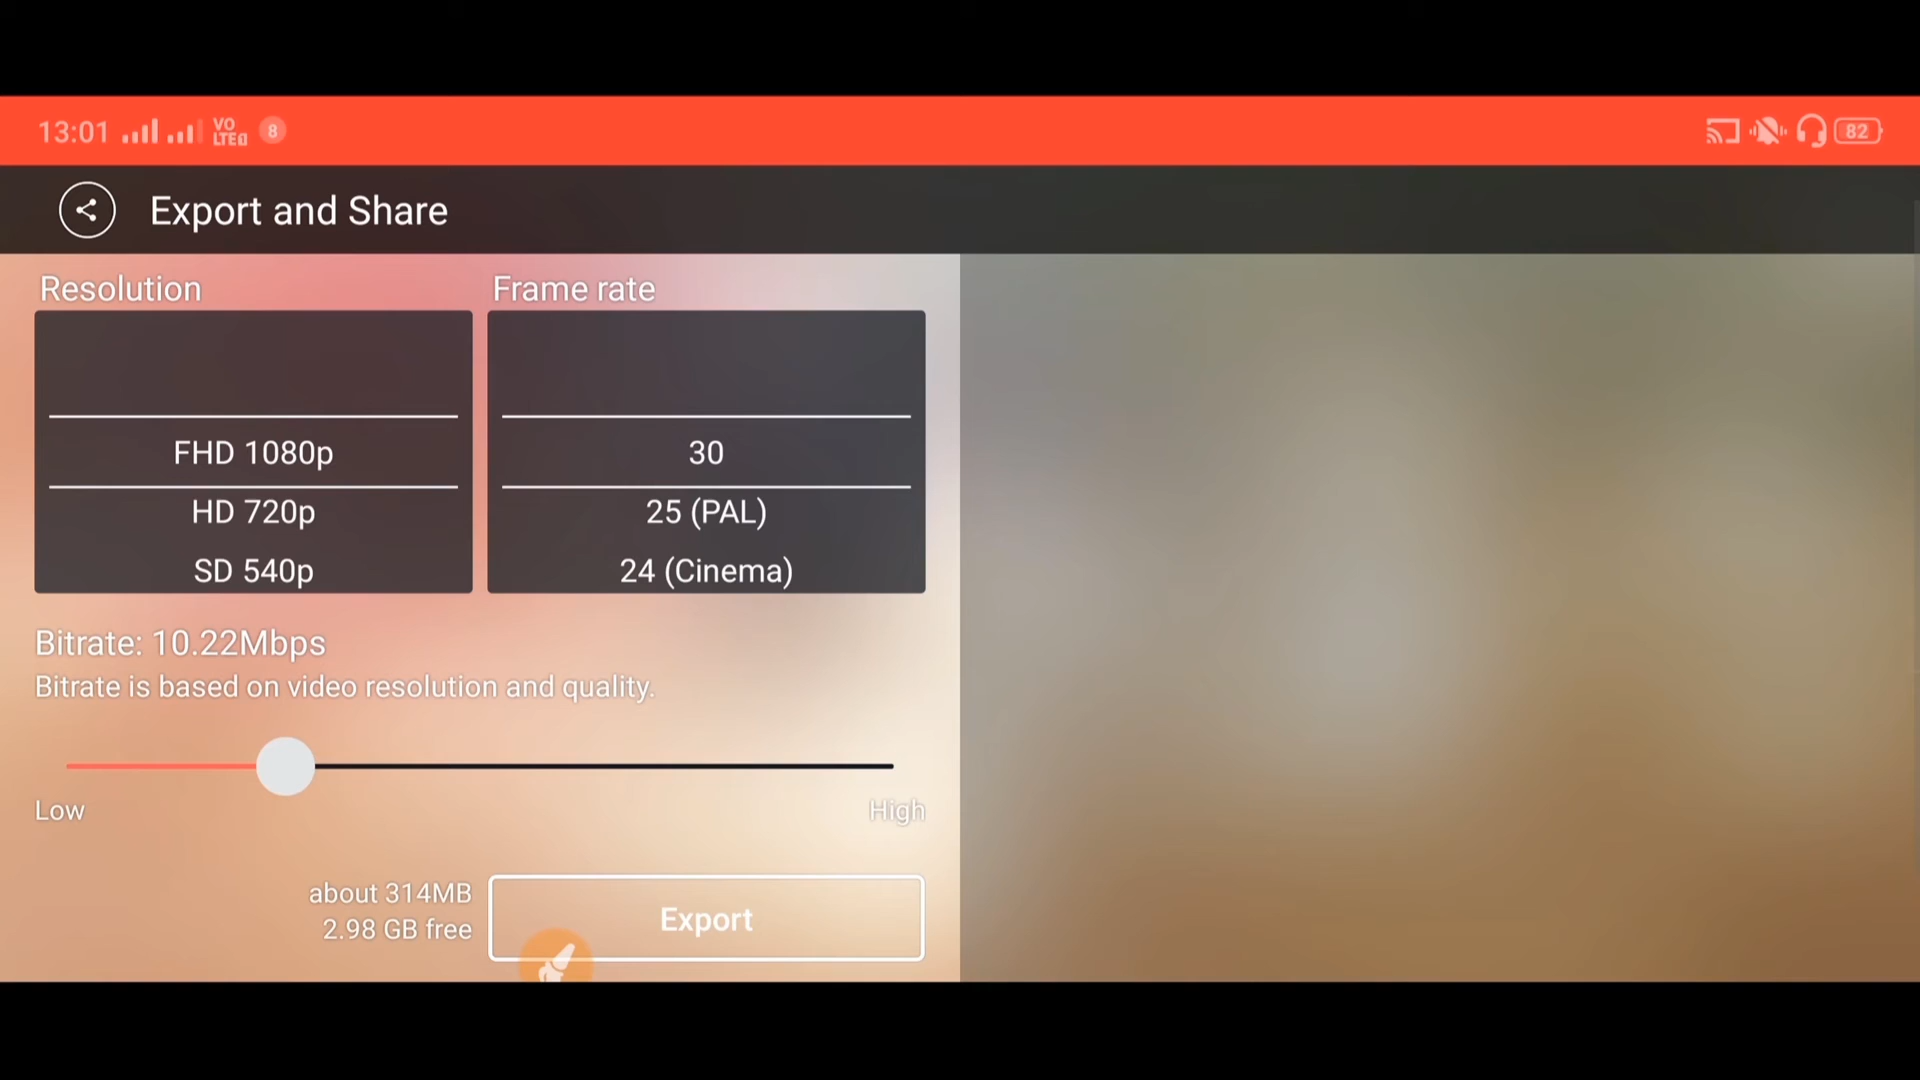 13:01 VO LTE 8 82
Export and Share
Resolution Frame rate
FHD 1080p 30
HD 720p 25 (PAL)
SD 540p 24 (Cinema)
Bitrate: 10.22Mbps
Bitrate is based on video resolution and quality.
Low High
about 314MB
2.98 GB free
Export